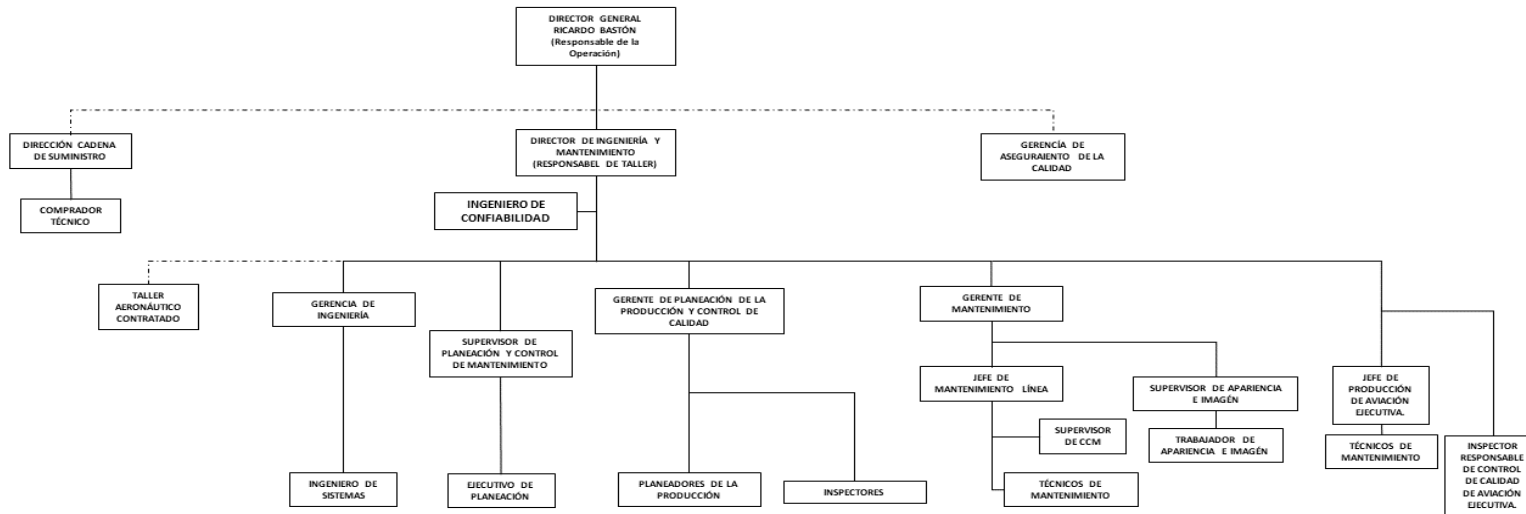 DIRECTOR GENERAL
RICARDO BASTÓN
(Responsable de la
Operación)
DIRECCIÓN CADENA
DE SUMINISTRO
DIRECTOR DE INGENIERÍA Y
MANTENIMIENTO
(RESPONSABEL DE TALLER)
GERENCÍA DE
ASEGURAIENTO DE LA
CALIDAD
COMPRADOR
TÉCNICO
INGENIERO DE
CONFIABILIDAD
TALLER
AERONÁUTICO
CONTRATADO
GERENCIA DE
INGENIERÍA
SUPERVISOR DE
PLANEACIÓN Y CONTROL
DE MANTENIMIENTO
GERENTE DE PLANEACIÓN DE LA
PRODUCCIÓN Y CONTROL DE
CALIDAD
GERENTE DE
MANTENIMIENTO
JEFE DE
MANTENIMIENTO LÍNEA
SUPERVISOR DE APARIENCIA
E IMAGÉN
JEFE DE
PRODUCCIÓN
DE AVIACIÓN
EJECUTIVA.
SUPERVISOR
DE CCM
TRABAJADOR DE
APARIENCIA E IMAGÉN
TÉCNICOS DE
MANTENIMIENTO
INSPECTOR
RESPONSABLE
DE CONTROL
DE CALIDAD
DE AVIACIÓN
EJECUTIVA.
INGENIERO DE
SISTEMAS
EJECUTIVO DE
PLANEACIÓN
PLANEADORES DE LA
PRODUCCIÓN
INSPECTORES
TÉCNICOS DE
MANTENIMIENTO